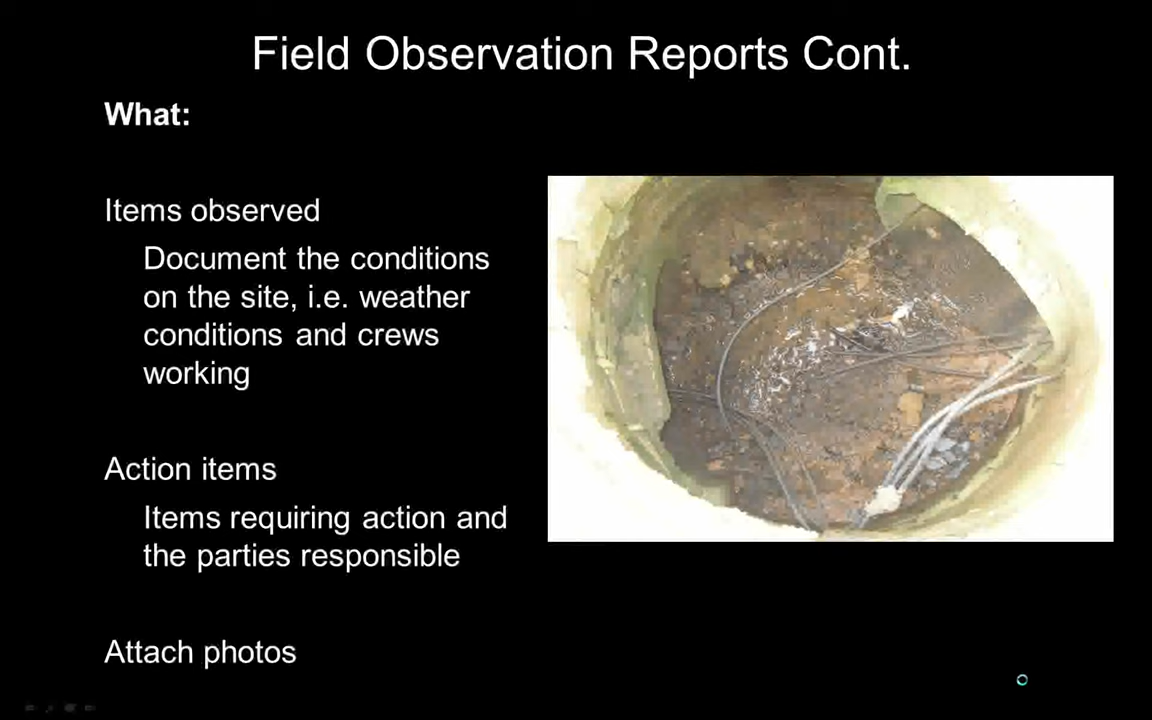 Field Observation Reports Cont.
What:
Items observed
Document the conditions
on the site, i.e. weather
conditions and crews
working
Action items
Items requiring action and
the parties responsible
Attach photos